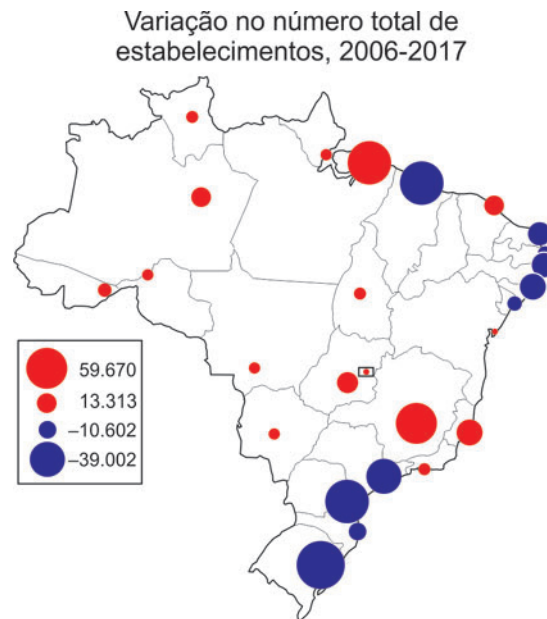 Variação no número total de
estabelecimentos, 2006-2017
59.670
13.313
–10.602
–39.002